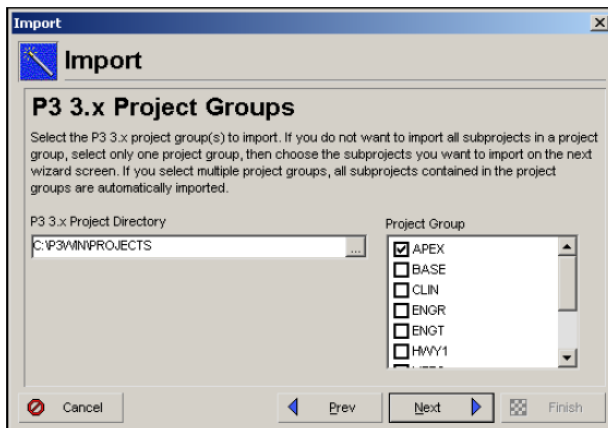 Import
Import
P3 3.x Project Groups
Select the P3 3.x project group(s) to import. If you do not want to import all subprojects in a project
group, select only one project group, then choose the subprojects you want to import on the next
wizard screen. If you select multiple project groups, all subprojects contained in the project
groups are automatically imported.
P3 3.x Project Directory
C:\P3WIN\PROJECTS
...
Project Group
APEX
BASE
CLIN
ENGR
ENGT
HWY1
Cancel
Prev
Next
Finish